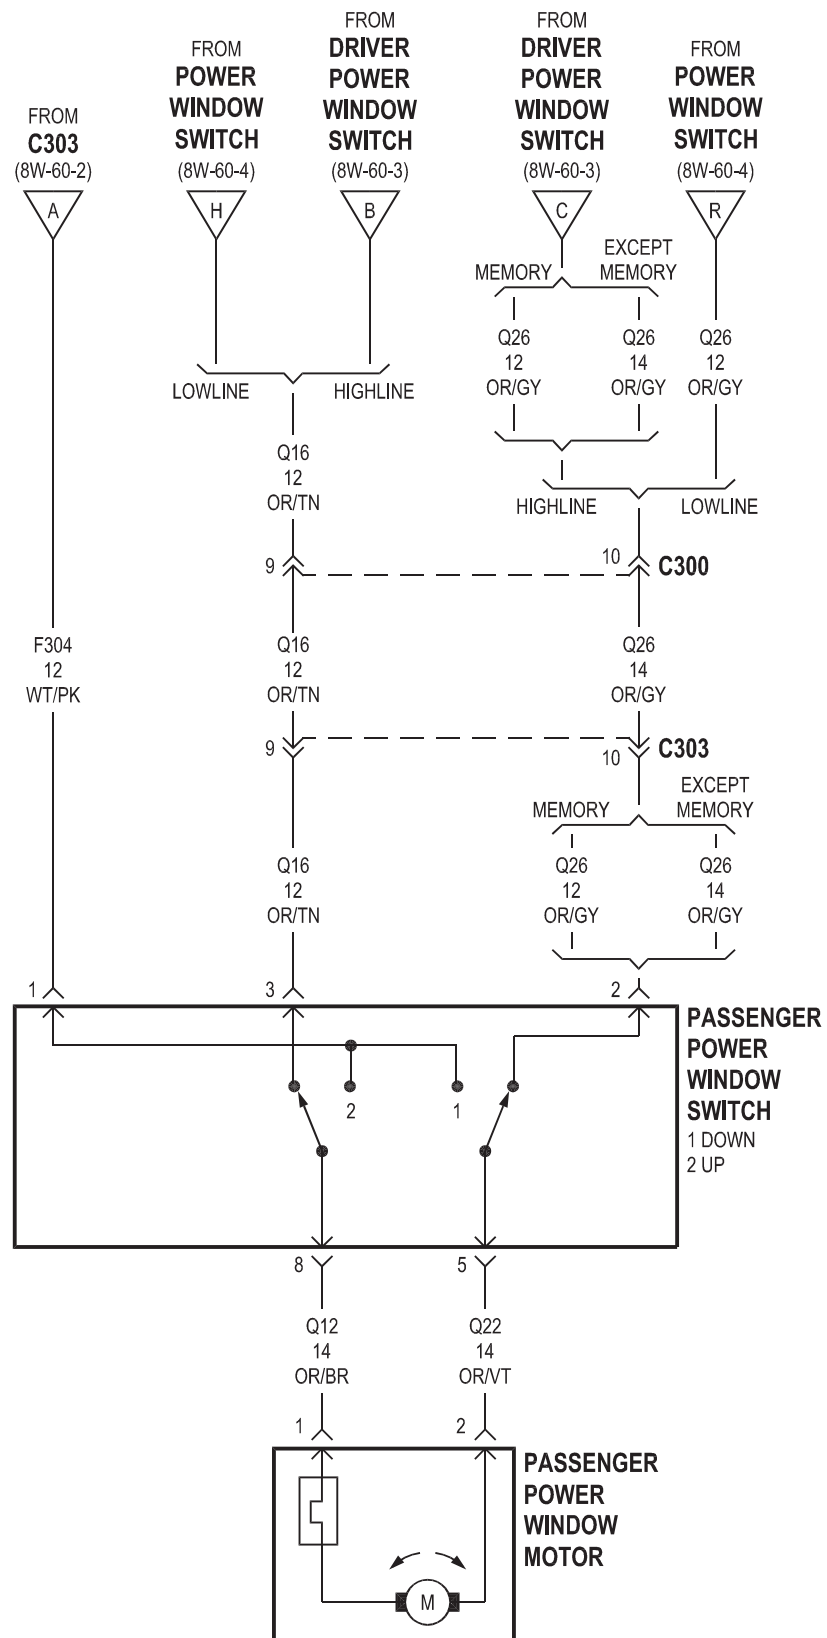 FROM
C303
(8W-60-2)
A
FROM
POWER
WINDOW
SWITCH
(8W-60-4)
H
FROM
DRIVER
POWER
WINDOW
SWITCH
(8W-60-3)
B
FROM
DRIVER
POWER
WINDOW
SWITCH
(8W-60-3)
C
FROM
POWER
WINDOW
SWITCH
(8W-60-4)
R
MEMORY
EXCEPT
MEMORY
Q26
12
OR/GY
Q26
14
OR/GY
Q26
12
OR/GY
LOWLINE
HIGHLINE
Q16
12
OR/TN
HIGHLINE
LOWLINE
9
10
C300
F304
12
WT/PK
Q16
12
OR/TN
Q26
14
OR/GY
9
10
C303
MEMORY
EXCEPT
MEMORY
Q16
12
OR/TN
Q26
12
OR/GY
Q26
14
OR/GY
1
3
2
PASSENGER
POWER
WINDOW
SWITCH
1 DOWN
2 UP
2
1
8
5
Q12
14
OR/BR
Q22
14
OR/VT
1
2
PASSENGER
POWER
WINDOW
MOTOR
M